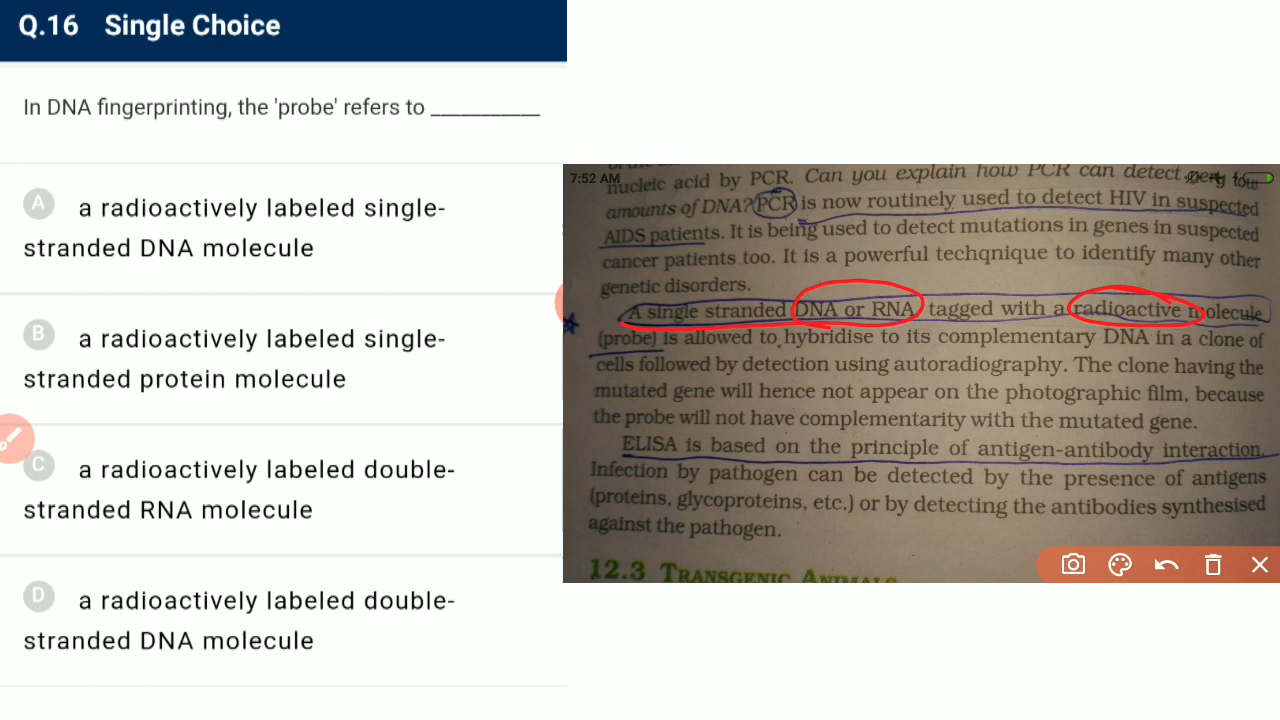 Q.16 Single Choice
In DNA fingerprinting, the 'probe' refers to __________
A a radioactively labeled single-
stranded DNA molecule
B a radioactively labeled single-
stranded protein molecule
C a radioactively labeled double-
stranded RNA molecule
D a radioactively labeled double-
stranded DNA molecule
7:52 AM
nucleic acid by PCR. Can you explain how PCR can detect very low
amounts of DNA? PCR is now routinely used to detect HIV in suspected
AIDS patients. It is being used to detect mutations in genes in suspected
cancer patients too. It is a powerful techqnique to identify many other
genetic disorders.
A single stranded DNA or RNA, tagged with a radioactive molecule
(probe) is allowed to hybridise to its complementary DNA in a clone of
cells followed by detection using autoradiography. The clone having the
mutated gene will hence not appear on the photographic film, because
the probe will not have complementarity with the mutated gene.
ELISA is based on the principle of antigen-antibody interaction.
Infection by pathogen can be detected by the presence of antigens
(proteins, glycoproteins, etc.) or by detecting the antibodies synthesised
against the pathogen.
12.3 TRANSGENIC ANIMALS